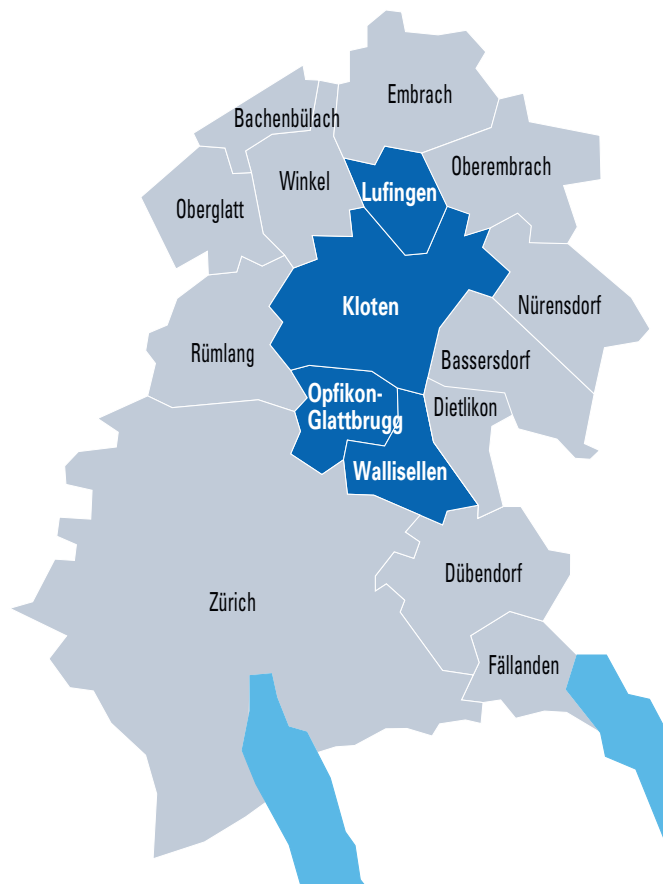 Embrach
Bachenbülach
Oberembrach
Winkel
Lufingen
Oberglatt
Kloten
Nürensdorf
Rümlang
Bassersdorf
Opfikon-
Glattbrugg
Dietlikon
Wallisellen
Dübendorf
Zürich
Fällanden